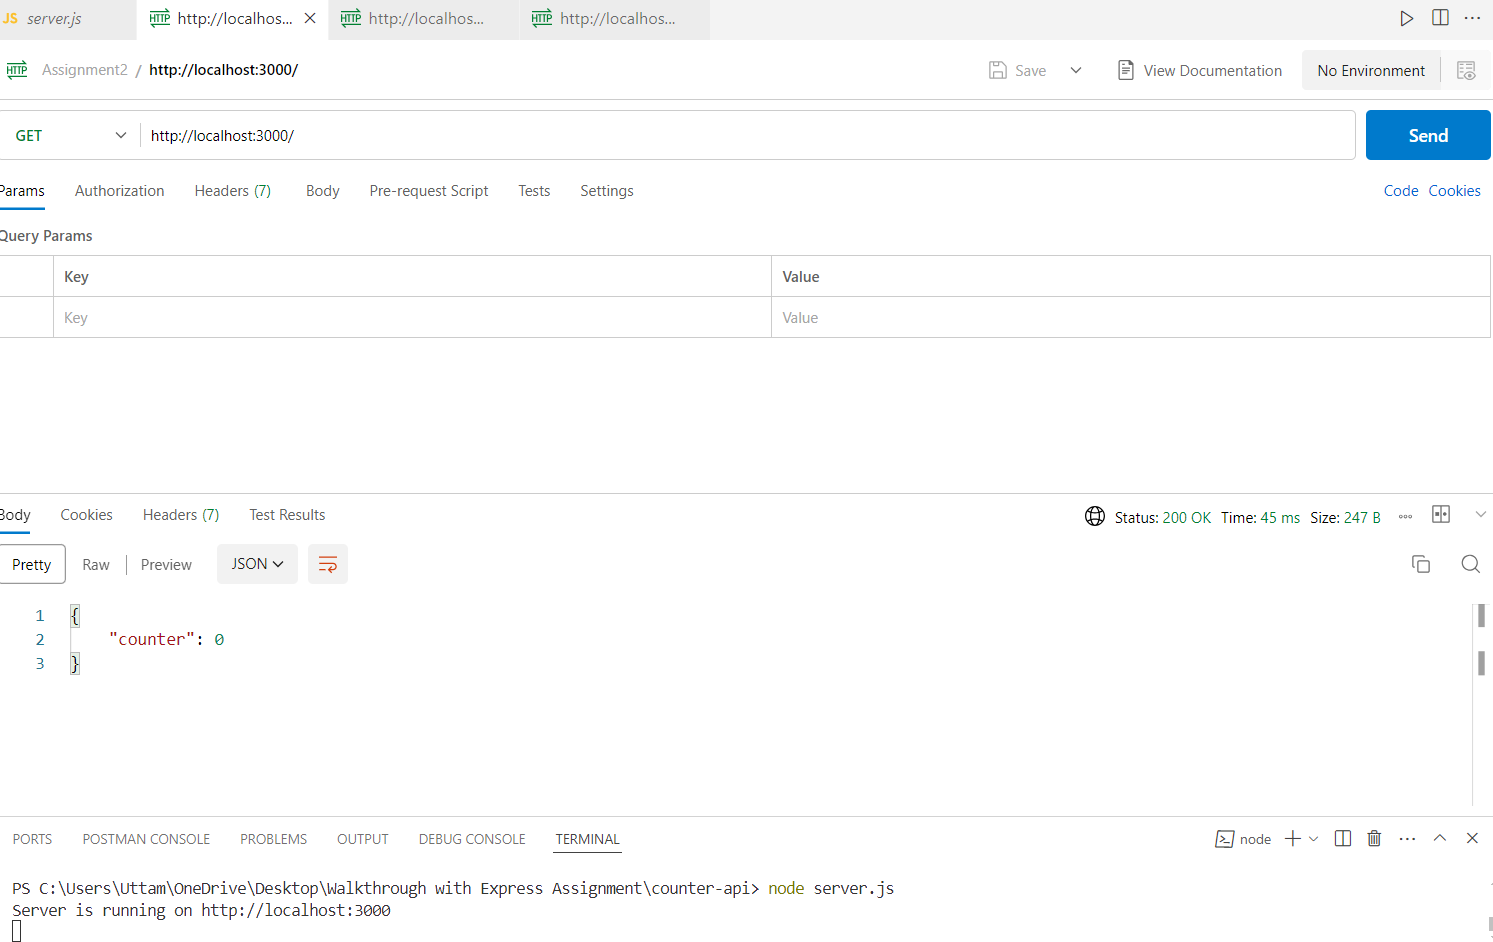 JS server.js
HTTP http://localhos...
HTTP http://localhos...
HTTP http://localhos...
HTTP Assignment2 / http://localhost:3000/
Save
View Documentation
No Environment
GET http://localhost:3000/
Send
Params Authorization Headers (7) Body Pre-request Script Tests Settings
Code Cookies
Query Params
Key Value
Key Value
Body Cookies Headers (7) Test Results
Status: 200 OK Time: 45 ms Size: 247 B
Pretty Raw Preview JSON
1 {
2 "counter": 0
3 }
PORTS POSTMAN CONSOLE PROBLEMS OUTPUT DEBUG CONSOLE TERMINAL
node
PS C:\Users\Uttam\OneDrive\Desktop\Walkthrough with Express Assignment\counter-api> node server.js
Server is running on http://localhost:3000